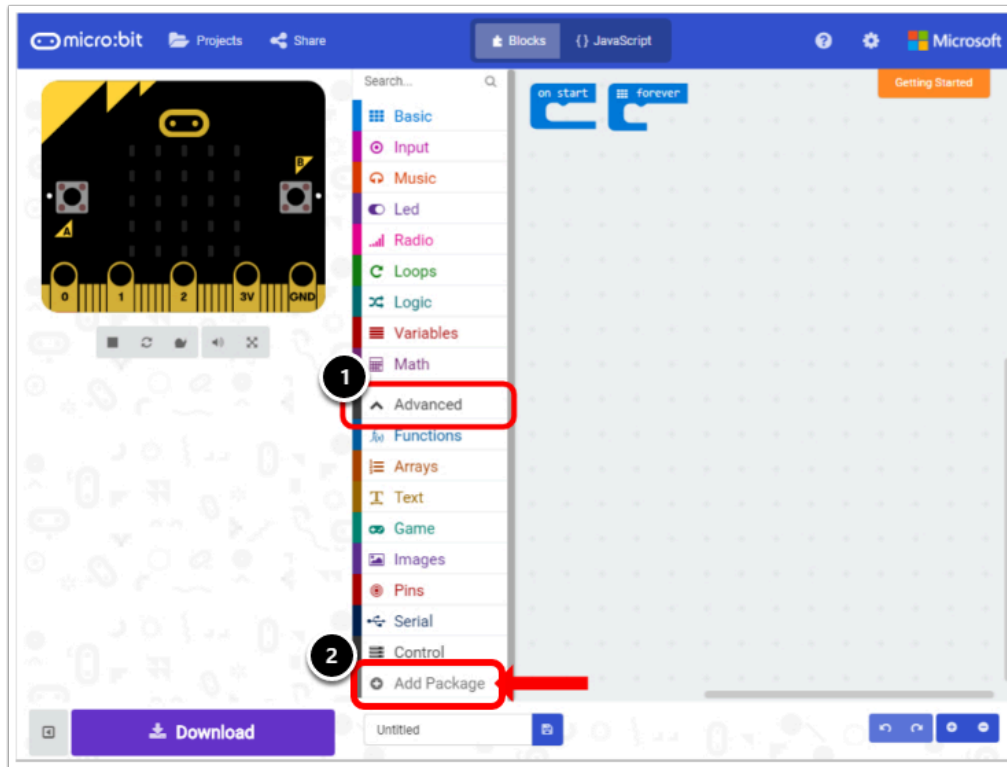 micro:bit Projects Share Blocks {} JavaScript ? Microsoft
Search...
Getting Started
on start
forever
Basic
Input
Music
Led
Radio
Loops
Logic
Variables
Math
1
Advanced
f(x) Functions
Arrays
T Text
Game
Images
Pins
Serial
Control
2
Add Package
B
A
0 1 2 3V GND
Download
Untitled